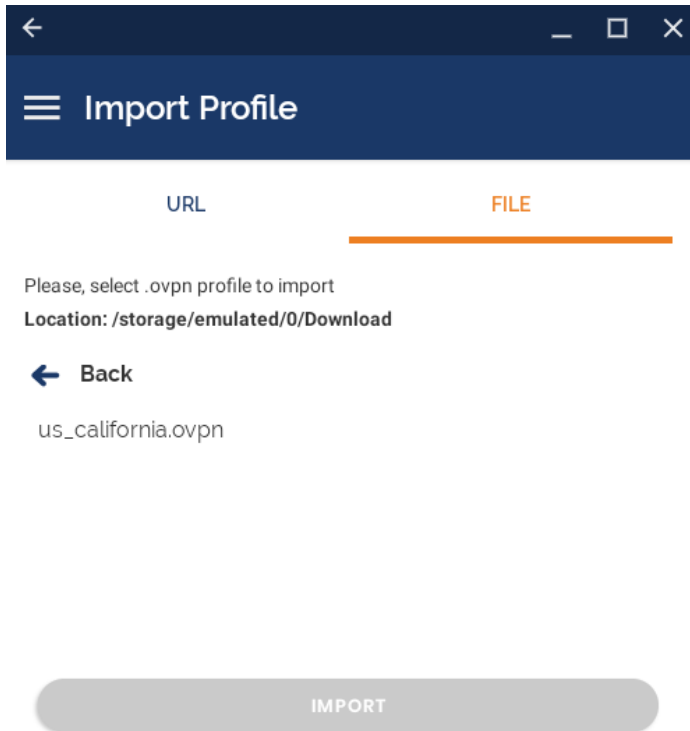 Import Profile
URL
FILE
Please, select .ovpn profile to import
Location: /storage/emulated/0/Download
Back
us_california.ovpn
IMPORT